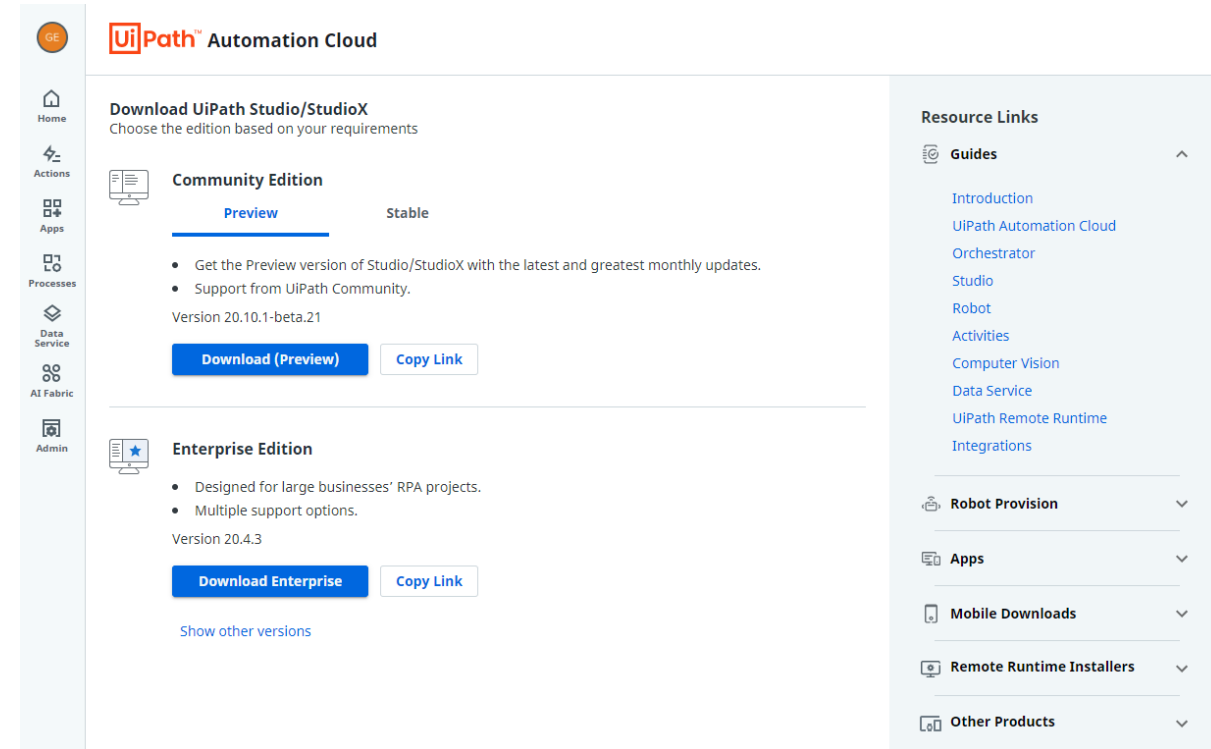 GE
UiPath™ Automation Cloud
Home
Actions
Apps
Processes
Data
Service
AI Fabric
Admin
Download UiPath Studio/StudioX
Choose the edition based on your requirements
Community Edition
Preview Stable
Get the Preview version of Studio/StudioX with the latest and greatest monthly updates.
Support from UiPath Community.
Version 20.10.1-beta.21
Download (Preview) Copy Link
Enterprise Edition
Designed for large businesses' RPA projects.
Multiple support options.
Version 20.4.3
Download Enterprise Copy Link
Show other versions
Resource Links
Guides
Introduction
UiPath Automation Cloud
Orchestrator
Studio
Robot
Activities
Computer Vision
Data Service
UiPath Remote Runtime
Integrations
Robot Provision
Apps
Mobile Downloads
Remote Runtime Installers
Other Products